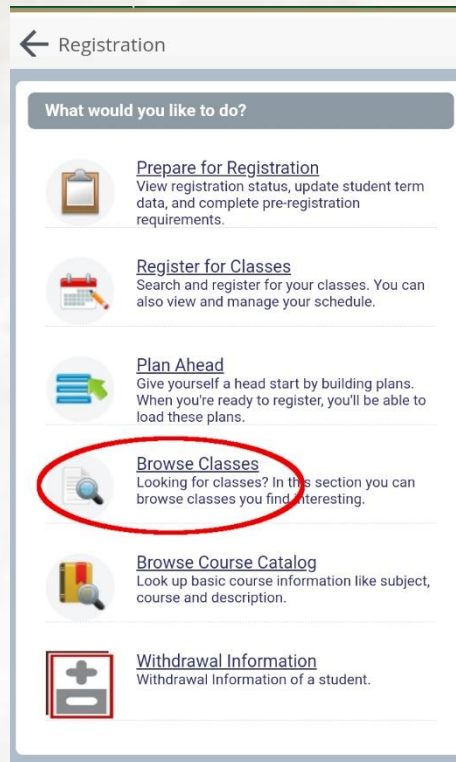 Registration
What would you like to do?
Prepare for Registration
View registration status, update student term
data, and complete pre-registration
requirements.
Register for Classes
Search and register for your classes. You can
also view and manage your schedule.
Plan Ahead
Give yourself a head start by building plans.
When you're ready to register, you'll be able to
load these plans.
Browse Classes
Looking for classes? In this section you can
browse classes you find interesting.
Browse Course Catalog
Look up basic course information like subject,
course and description.
Withdrawal Information
Withdrawal Information of a student.